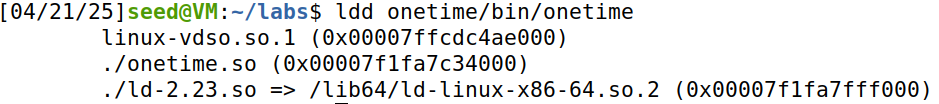 [04/21/25]seed@VM:~/labs$ ldd onetime/bin/onetime
linux-vdso.so.1 (0x00007ffcdc4ae000)
./onetime.so (0x00007f1fa7c34000)
./ld-2.23.so => /lib64/ld-linux-x86-64.so.2 (0x00007f1fa7fff000)